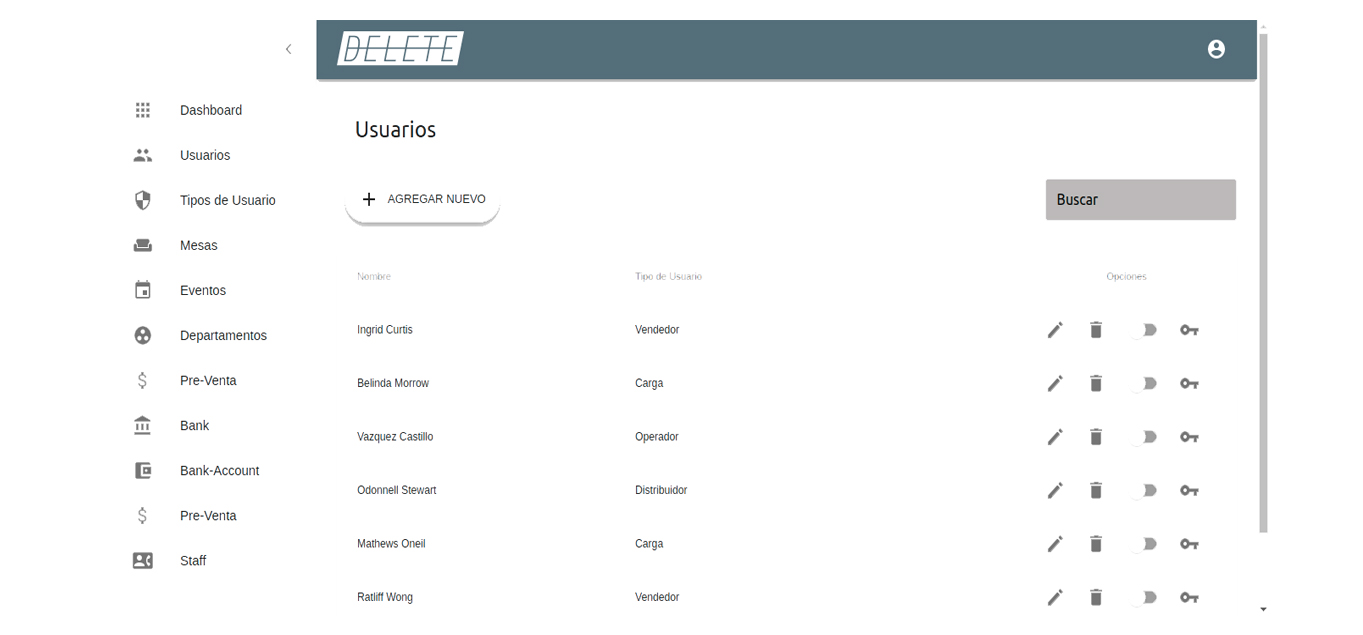 DELETE
Dashboard
Usuarios
Tipos de Usuario
Mesas
Eventos
Departamentos
Pre-Venta
Bank
Bank-Account
Pre-Venta
Staff
Usuarios
AGREGAR NUEVO
Buscar
Nombre Tipo de Usuario Opciones
Ingrid Curtis Vendedor
Belinda Morrow Carga
Vazquez Castillo Operador
Odonnell Stewart Distribuidor
Mathews Oneil Carga
Ratliff Wong Vendedor